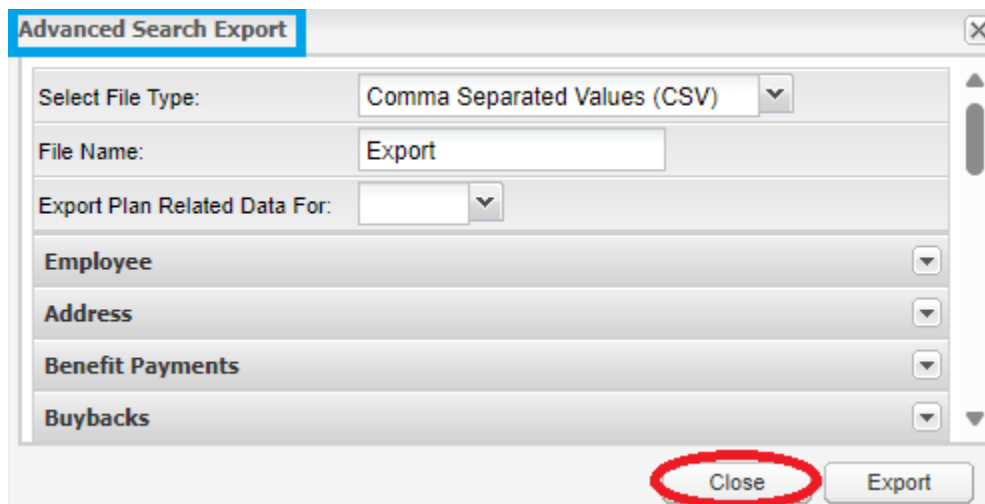 Advanced Search Export
Select File Type: Comma Separated Values (CSV)
File Name: Export
Export Plan Related Data For:
Employee
Address
Benefit Payments
Buybacks
Close Export